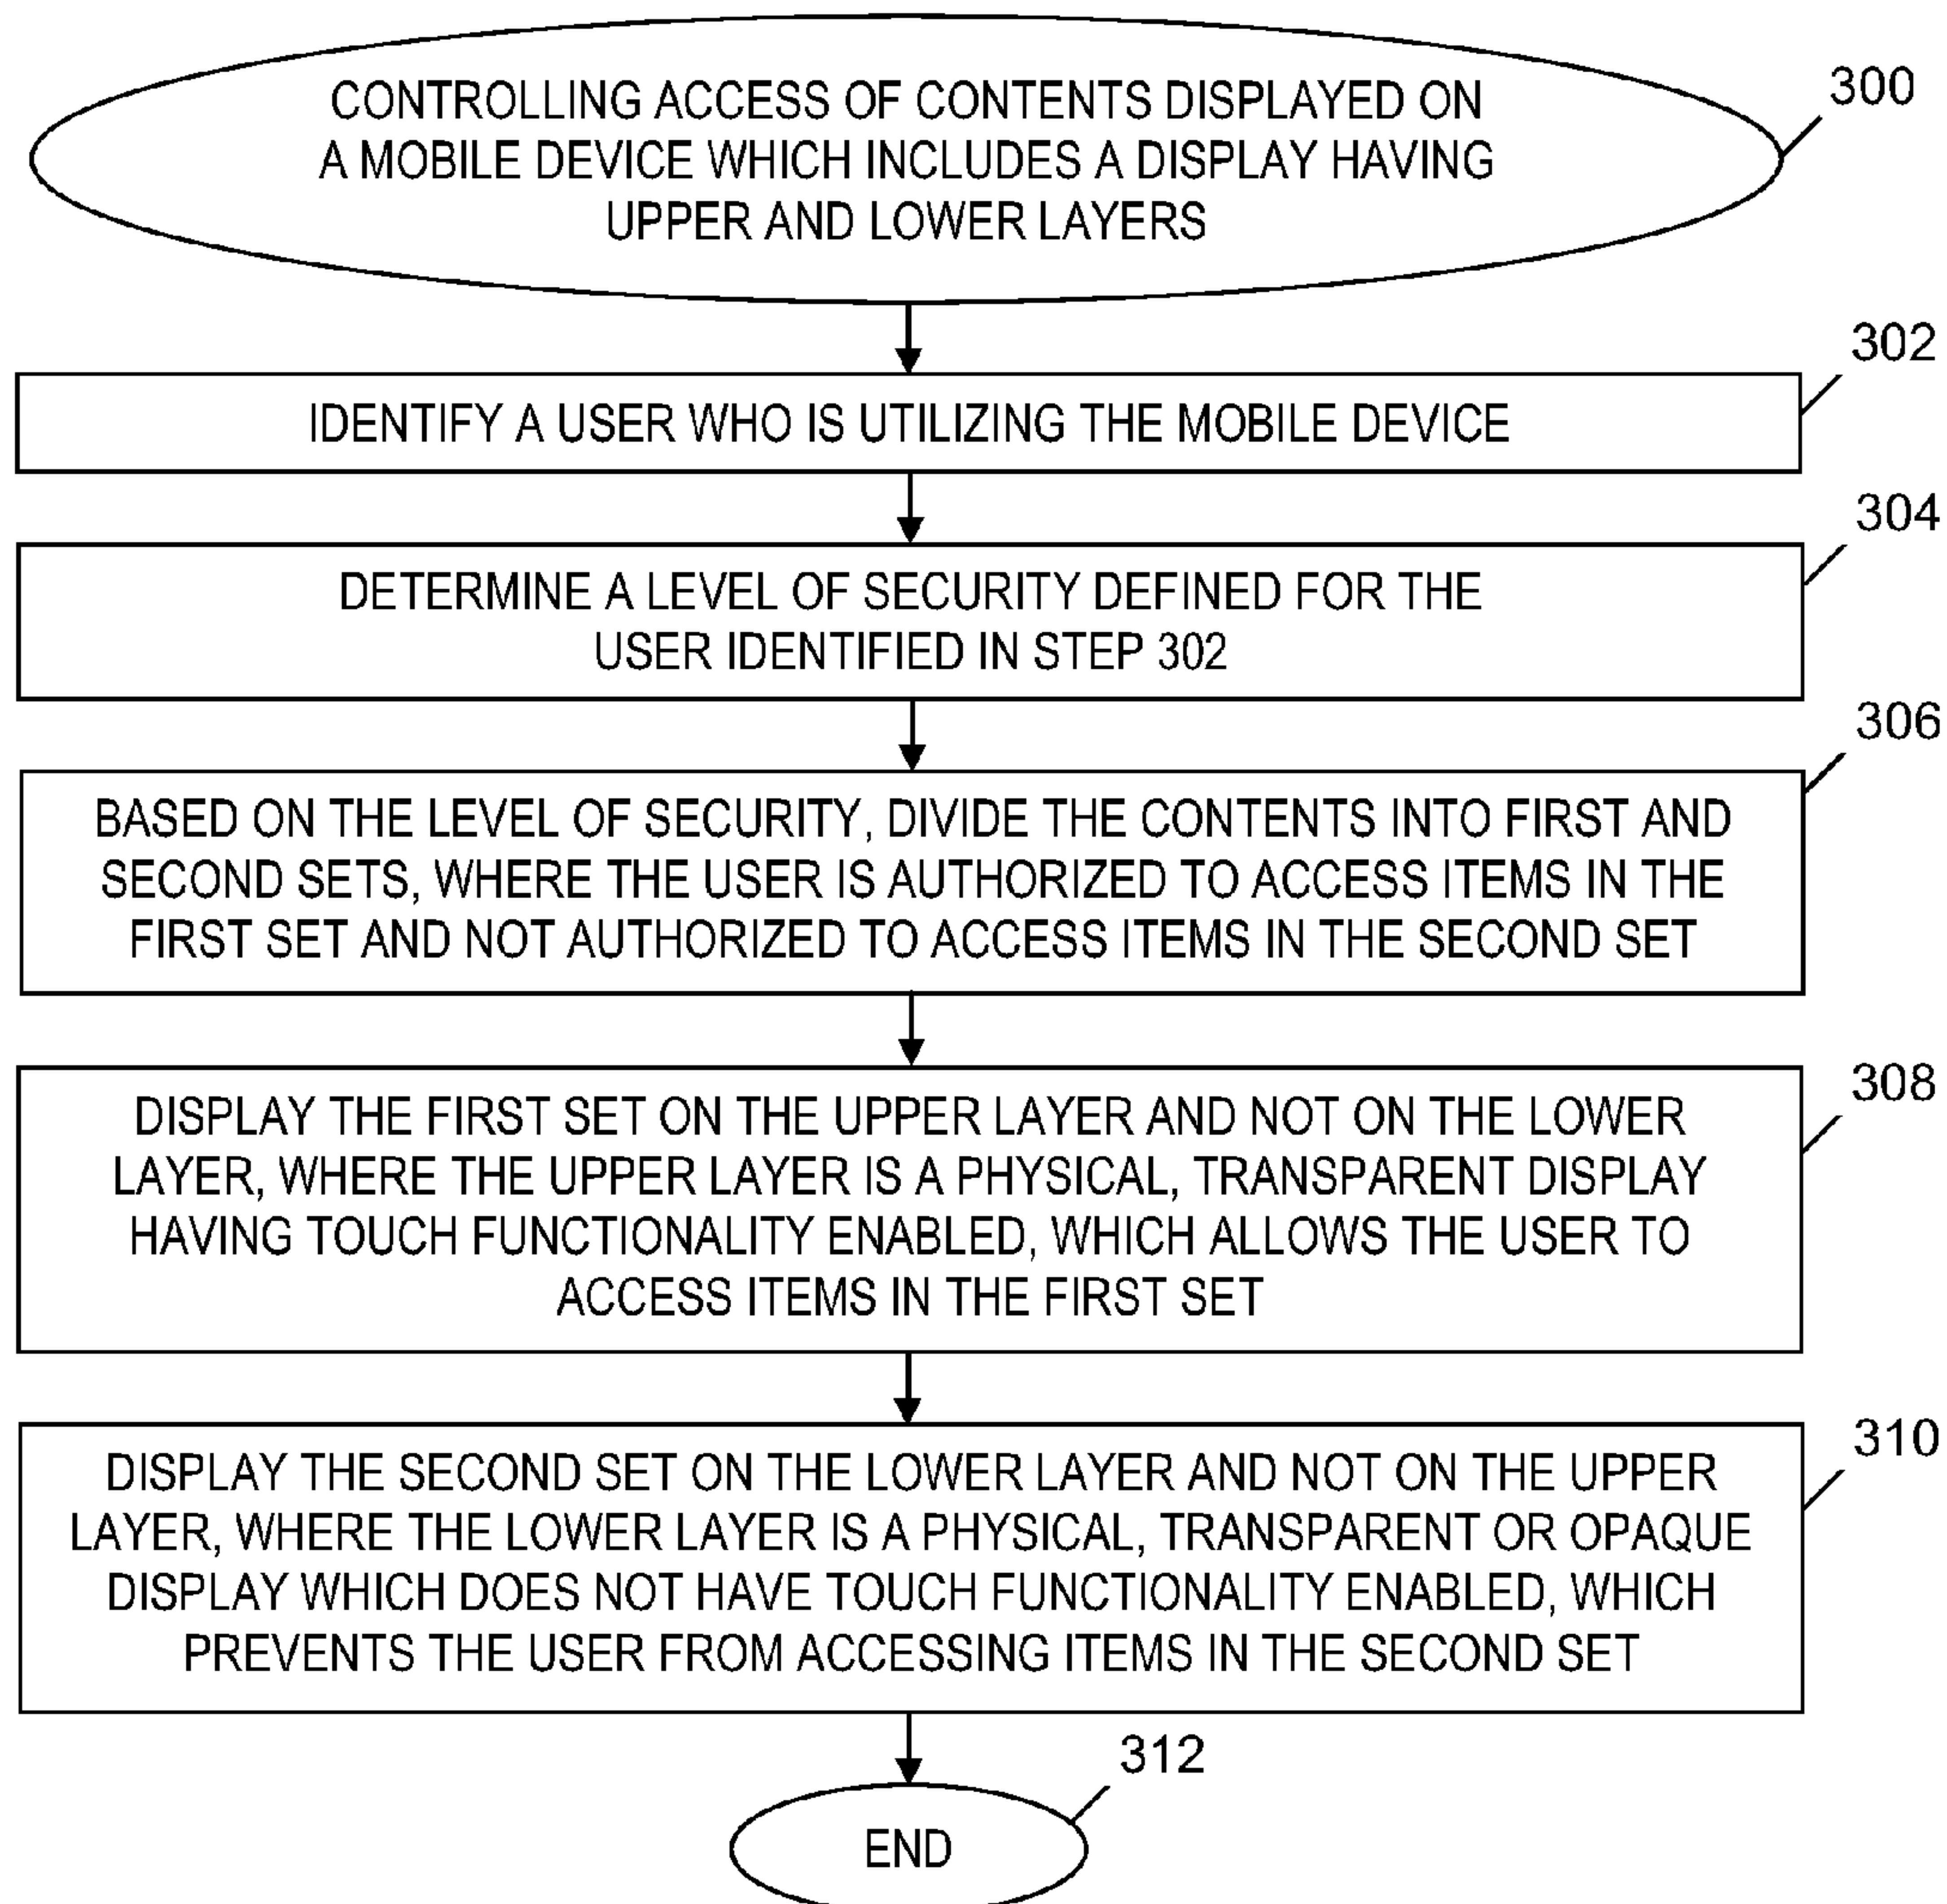 CONTROLLING ACCESS OF CONTENTS DISPLAYED ON
A MOBILE DEVICE WHICH INCLUDES A DISPLAY HAVING
UPPER AND LOWER LAYERS
300
302
IDENTIFY A USER WHO IS UTILIZING THE MOBILE DEVICE
304
DETERMINE A LEVEL OF SECURITY DEFINED FOR THE
USER IDENTIFIED IN STEP 302
306
BASED ON THE LEVEL OF SECURITY, DIVIDE THE CONTENTS INTO FIRST AND
SECOND SETS, WHERE THE USER IS AUTHORIZED TO ACCESS ITEMS IN THE
FIRST SET AND NOT AUTHORIZED TO ACCESS ITEMS IN THE SECOND SET
308
DISPLAY THE FIRST SET ON THE UPPER LAYER AND NOT ON THE LOWER
LAYER, WHERE THE UPPER LAYER IS A PHYSICAL, TRANSPARENT DISPLAY
HAVING TOUCH FUNCTIONALITY ENABLED, WHICH ALLOWS THE USER TO
ACCESS ITEMS IN THE FIRST SET
310
DISPLAY THE SECOND SET ON THE LOWER LAYER AND NOT ON THE UPPER
LAYER, WHERE THE LOWER LAYER IS A PHYSICAL, TRANSPARENT OR OPAQUE
DISPLAY WHICH DOES NOT HAVE TOUCH FUNCTIONALITY ENABLED, WHICH
PREVENTS THE USER FROM ACCESSING ITEMS IN THE SECOND SET
312
END